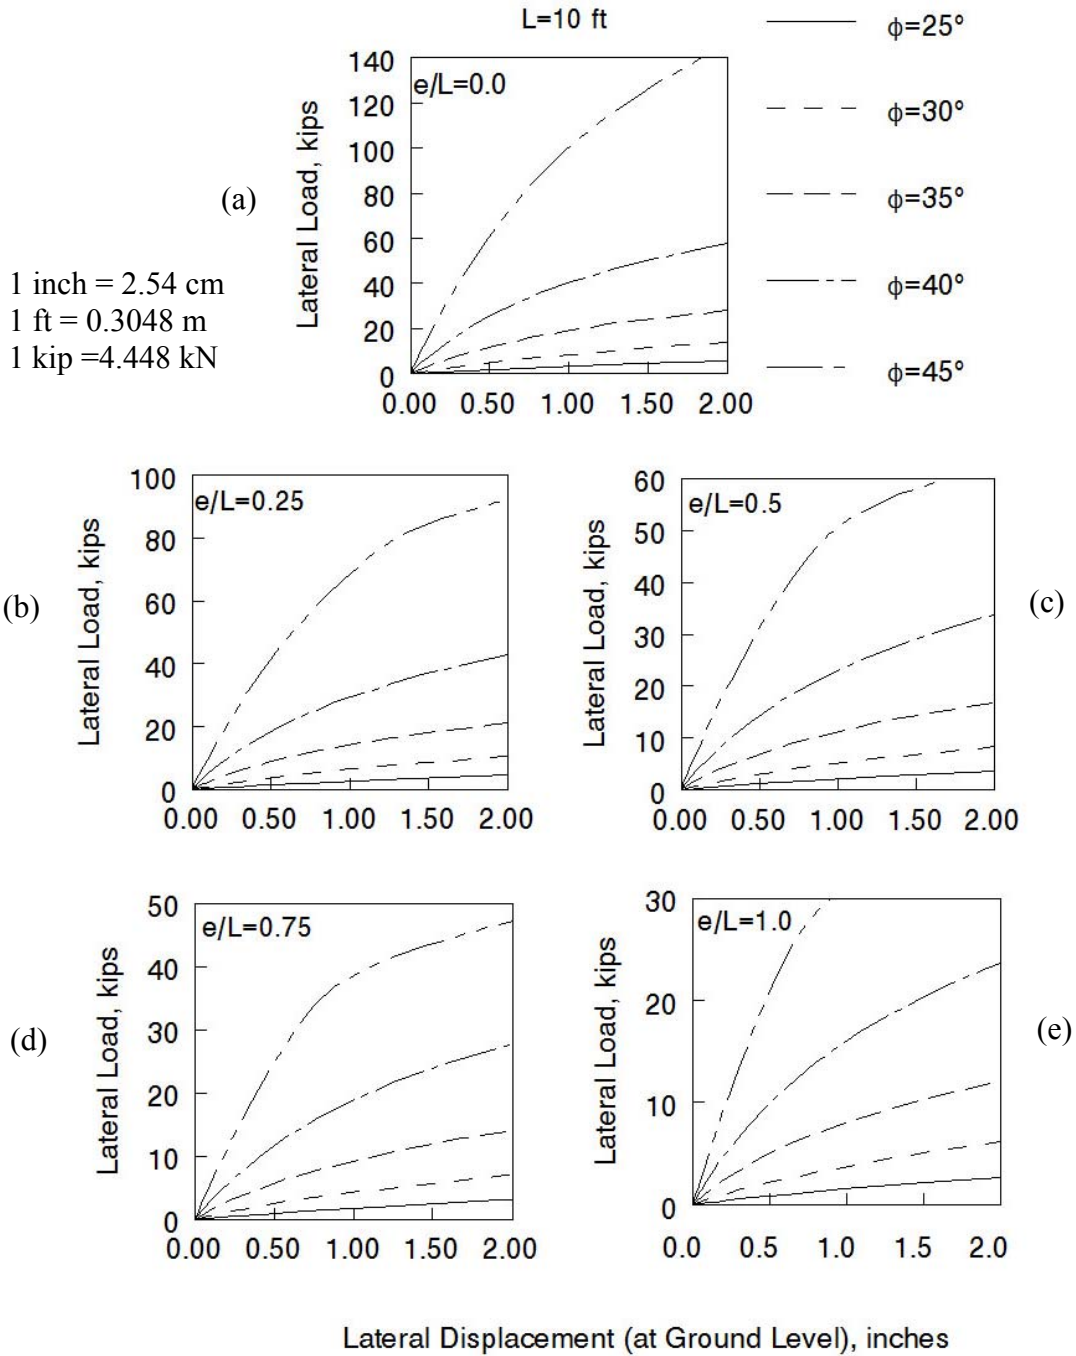 L=10 ft
ϕ=25º
ϕ=30º
ϕ=35º
ϕ=40º
ϕ=45º
(a)
1 inch = 2.54 cm
1 ft = 0.3048 m
1 kip =4.448 kN
Lateral Load, kips
e/L=0.0
140
120
100
80
60
40
20
0
0.00 0.50 1.00 1.50 2.00
(b)
Lateral Load, kips
e/L=0.25
100
80
60
40
20
0
0.00 0.50 1.00 1.50 2.00
(c)
Lateral Load, kips
e/L=0.5
60
50
40
30
20
10
0
0.00 0.50 1.00 1.50 2.00
(d)
Lateral Load, kips
e/L=0.75
50
40
30
20
10
0
0.00 0.50 1.00 1.50 2.00
(e)
Lateral Load, kips
e/L=1.0
30
20
10
0
0.0 0.5 1.0 1.5 2.0
Lateral Displacement (at Ground Level), inches